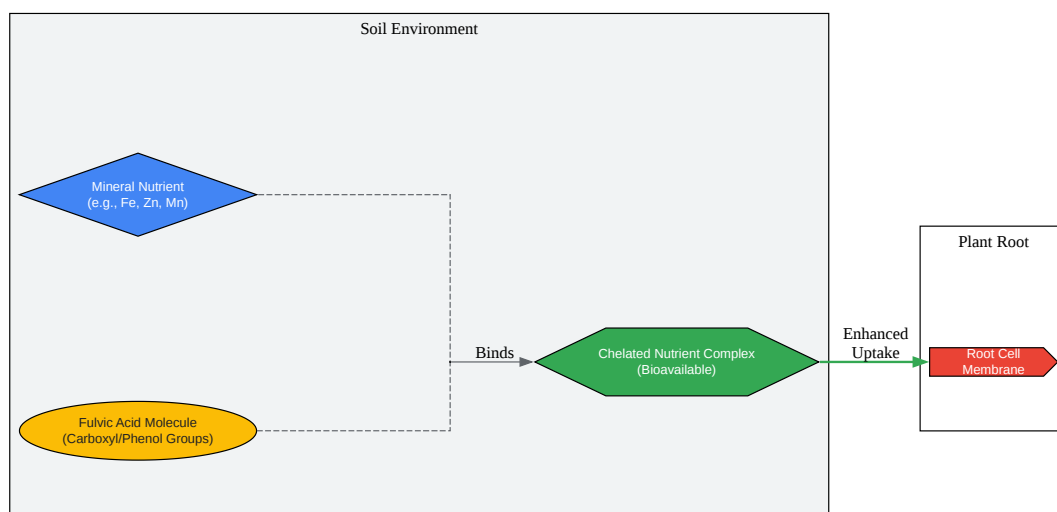 Soil Environment
Mineral Nutrient
(e.g., Fe, Zn, Mn)
Plant Root
Enhanced
Uptake
Binds
Chelated Nutrient Complex
(Bioavailable)
Root Cell
Membrane
Fulvic Acid Molecule
(Carboxyl/Phenol Groups)